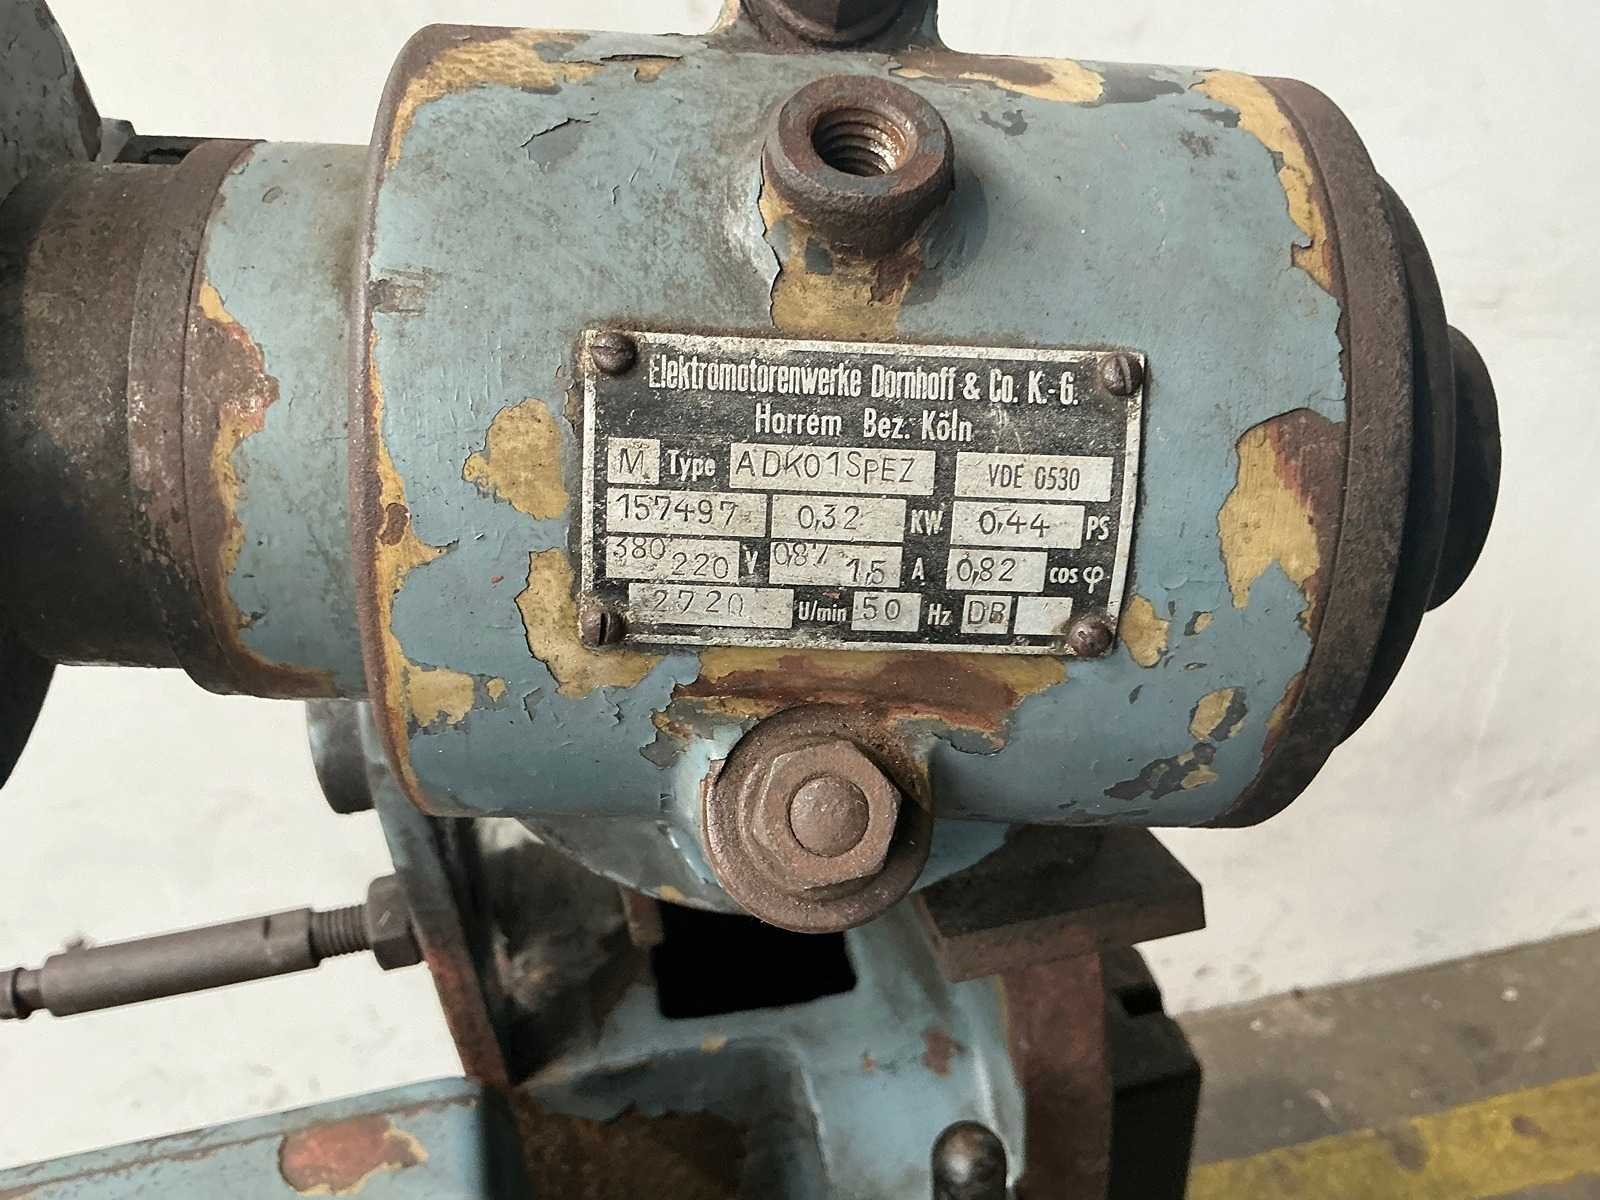 Elektromotorenwerke Dornhoff & Co. K.-G.
Horrem Bez. Köln
M. Type ADK01SpEZ VDE 0530
157497 0,32 KW 0,44 PS
380 220 V 0,87 1,5 A 0,82 cos φ
2720 U/min 50 Hz DB